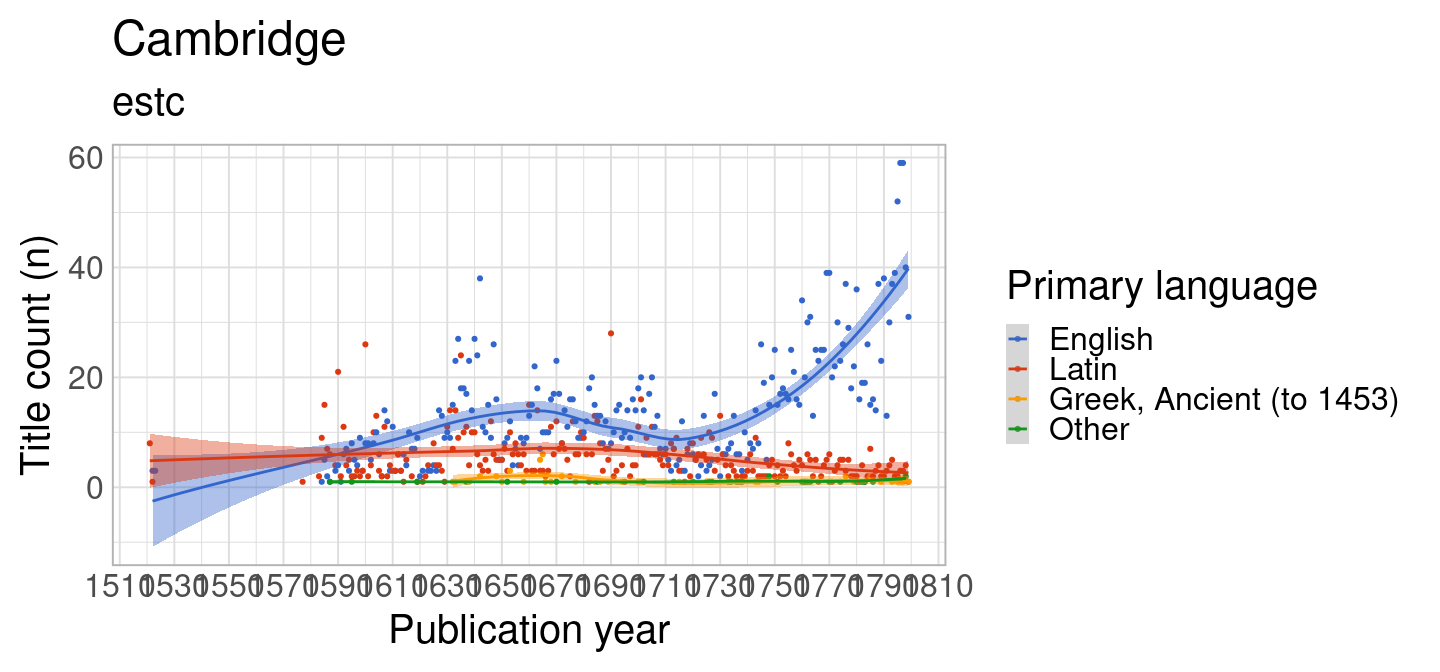 Cambridge
estc
60
40
20
0
Title count (n)
1510 1530 1550 1570 1590 1610 1630 1650 1670 1690 1710 1730 1750 1770 1790 1810
Publication year
Primary language
English
Latin
Greek, Ancient (to 1453)
Other